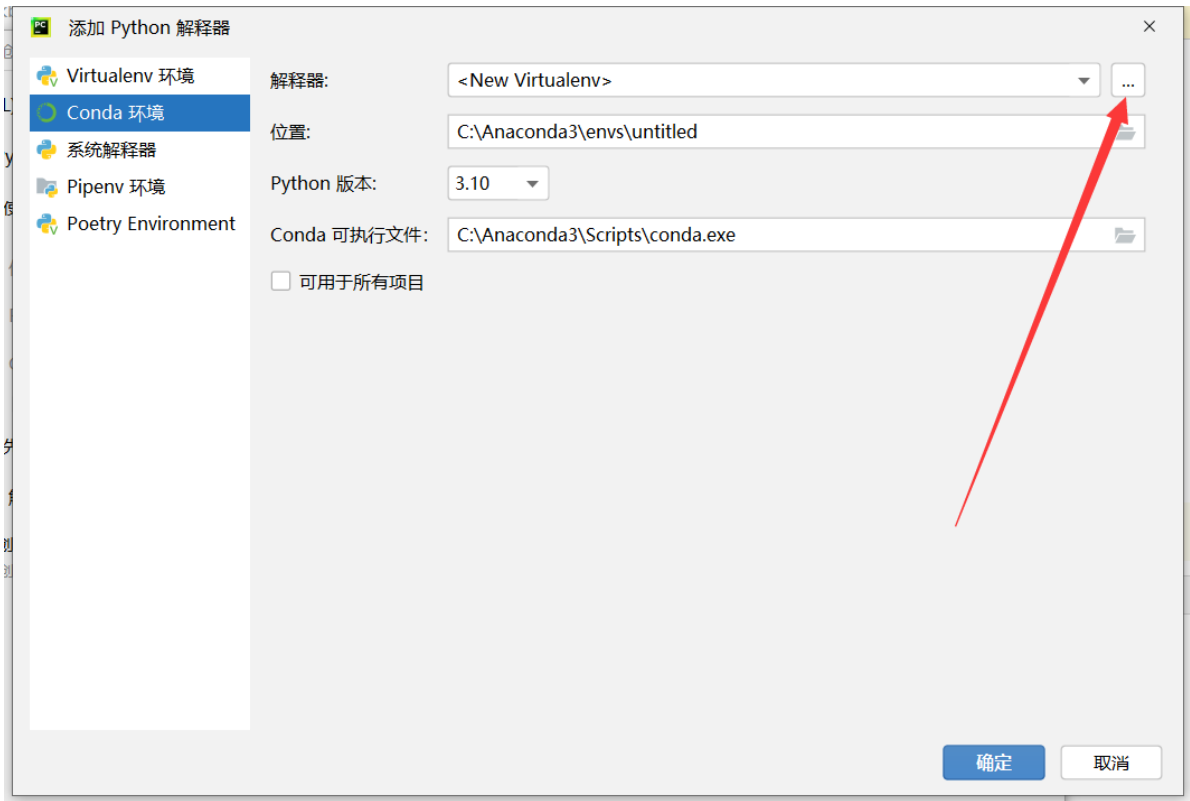 PC 添加 Python 解释器
Virtualenv 环境
Conda 环境
系统解释器
Pipenv 环境
Poetry Environment
解释器: <New Virtualenv> ...
位置: C:\Anaconda3\envs\untitled
Python 版本: 3.10
Conda 可执行文件: C:\Anaconda3\Scripts\conda.exe
可用于所有项目
确定 取消